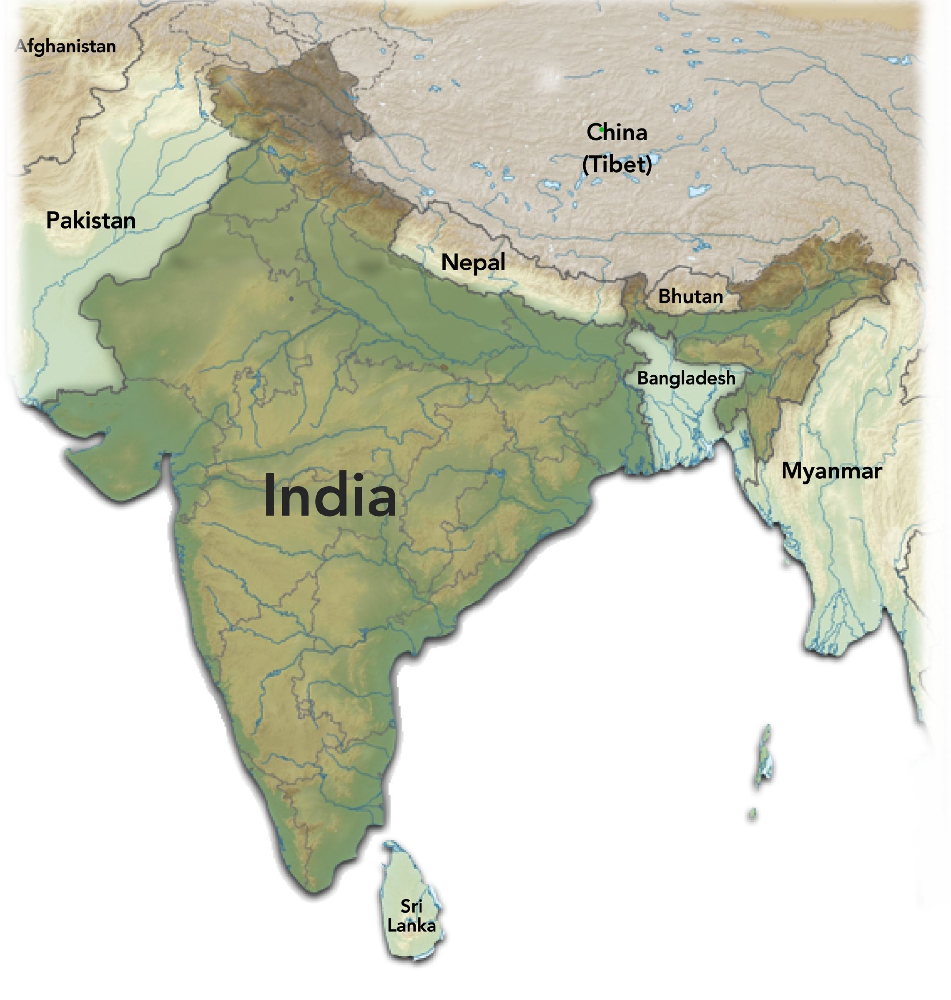 Afghanistan
China
(Tibet)
Pakistan
Nepal
Bhutan
Bangladesh
Myanmar
India
Sri
Lanka